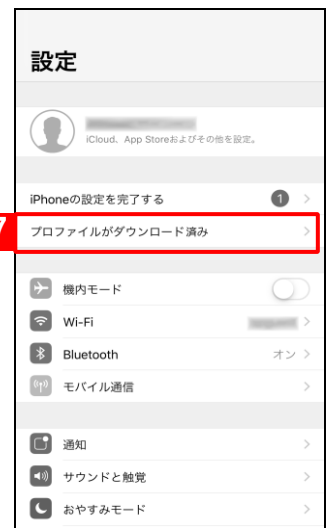 設定
iCloud、App Storeおよびその他を設定。
iPhoneの設定を完了する 1
7 プロファイルがダウンロード済み
機内モード
Wi-Fi
Bluetooth オン
モバイル通信
通知
サウンドと触覚
おやすみモード